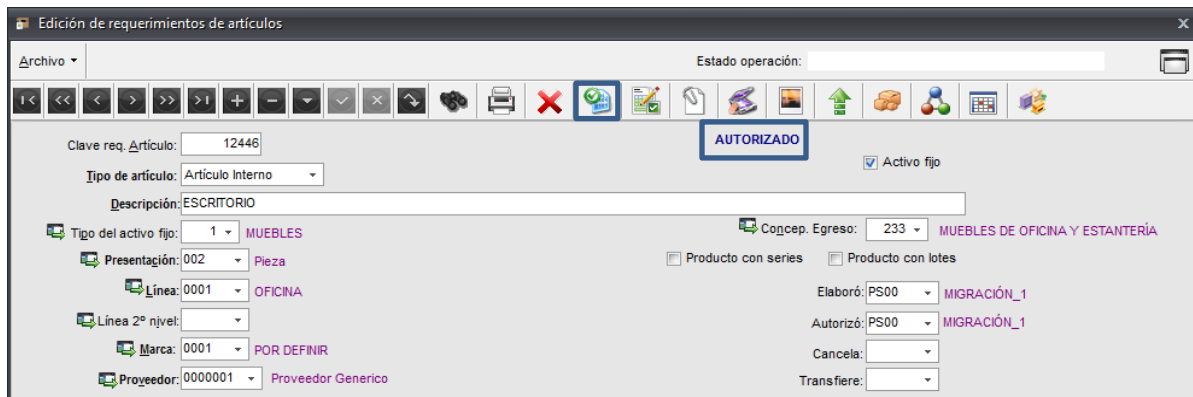 Edición de requerimientos de artículos
Archivo
Estado operación:
AUTORIZADO
Clave req. Artículo: 12446
Activo fijo
Tipo de artículo: Artículo Interno
Descripción: ESCRITORIO
Tipo del activo fijo: 1 MUEBLES
Concep. Egreso: 233 MUEBLES DE OFICINA Y ESTANTERÍA
Presentación: 002 Pieza
Producto con series Producto con lotes
Línea: 0001 OFICINA
Elaboró: PS00 MIGRACIÓN_1
Línea 2º nivel:
Autorizó: PS00 MIGRACIÓN_1
Marca: 0001 POR DEFINIR
Cancela:
Proveedor: 0000001 Proveedor Generico
Transfiere: